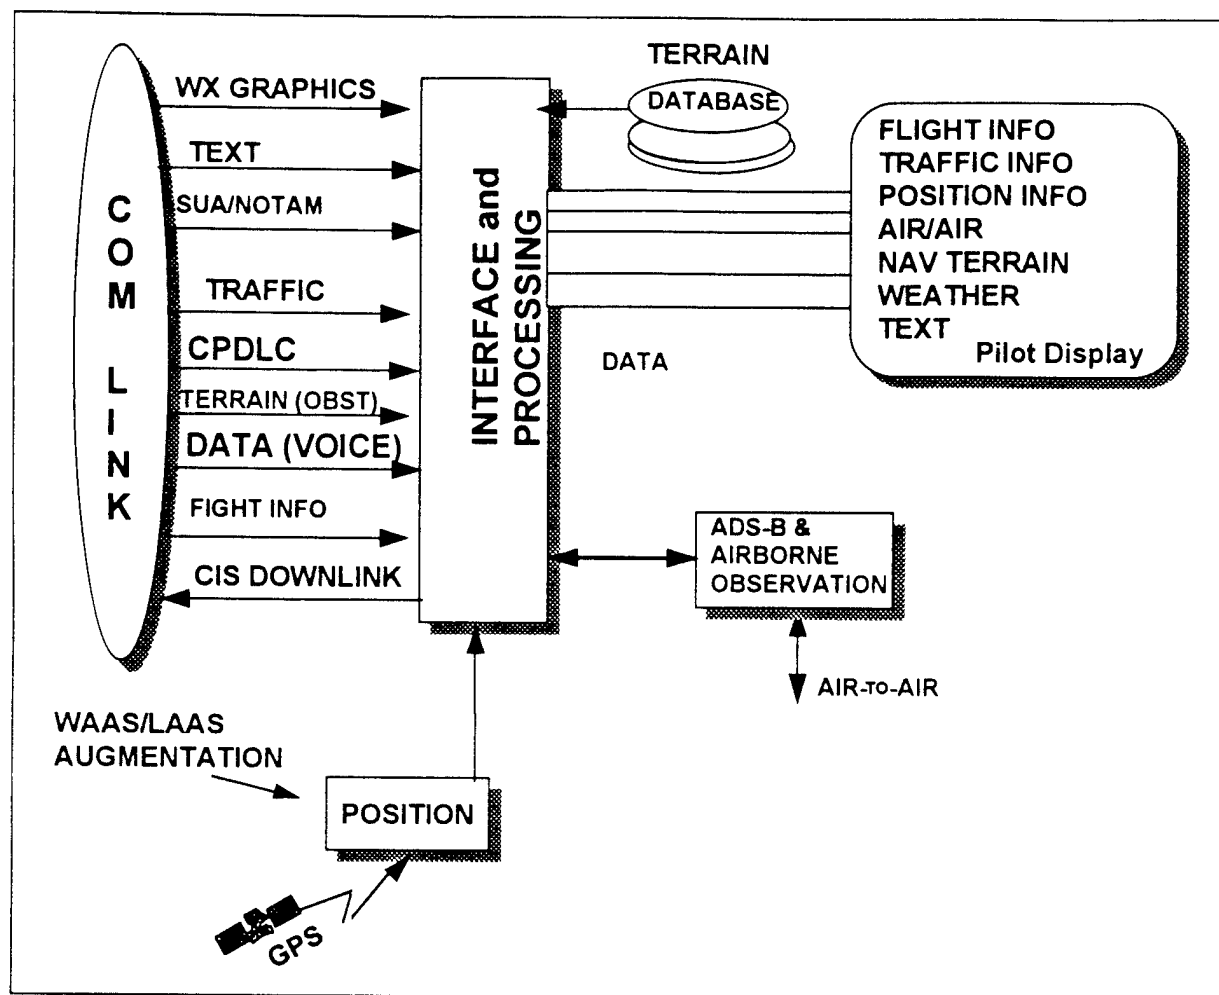 COM LINK
WX GRAPHICS
TEXT
SUA/NOTAM
TRAFFIC
CPDLC
TERRAIN (OBST)
DATA (VOICE)
FIGHT INFO
CIS DOWNLINK
INTERFACE and
PROCESSING
TERRAIN
DATABASE
FLIGHT INFO
TRAFFIC INFO
POSITION INFO
AIR/AIR
NAV TERRAIN
WEATHER
TEXT
Pilot Display
DATA
ADS-B &
AIRBORNE
OBSERVATION
AIR-TO-AIR
WAAS/LAAS
AUGMENTATION
POSITION
GPS